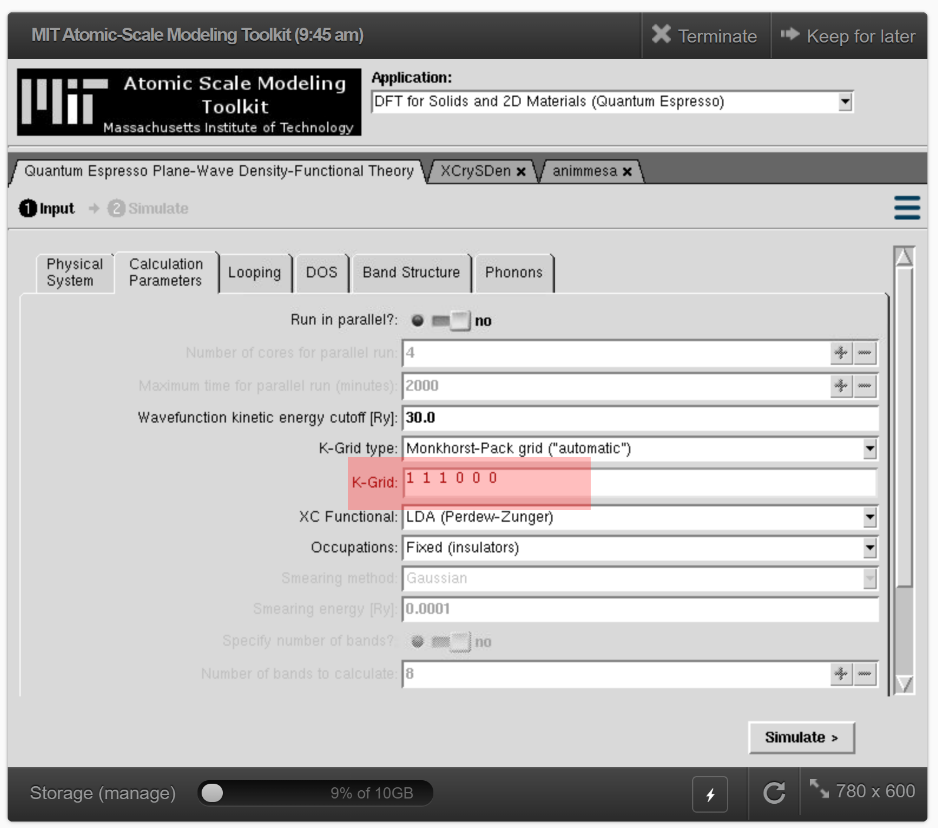 MIT Atomic-Scale Modeling Toolkit (9:45 am)
Terminate
Keep for later
MIT
Atomic Scale Modeling
Toolkit
Massachusetts Institute of Technology
Application:
DFT for Solids and 2D Materials (Quantum Espresso)
Quantum Espresso Plane-Wave Density-Functional Theory
XCrySDen
animmesa
1 Input
2 Simulate
Physical
System
Calculation
Parameters
Looping
DOS
Band Structure
Phonons
Run in parallel?: no
Number of cores for parallel run: 4
Maximum time for parallel run (minutes): 2000
Wavefunction kinetic energy cutoff [Ry]: 30.0
K-Grid type: Monkhorst-Pack grid ("automatic")
K-Grid: 1 1 1 0 0 0
XC Functional: LDA (Perdew-Zunger)
Occupations: Fixed (insulators)
Smearing method: Gaussian
Smearing energy [Ry]: 0.0001
Specify number of bands?: no
Number of bands to calculate: 8
Simulate >
Storage (manage)
9% of 10GB
780 x 600